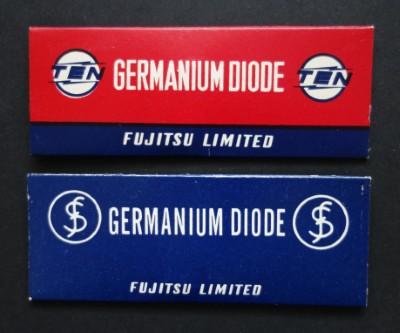 TEN GERMANIUM DIODE TEN
FUJITSU LIMITED
GERMANIUM DIODE
FUJITSU LIMITED